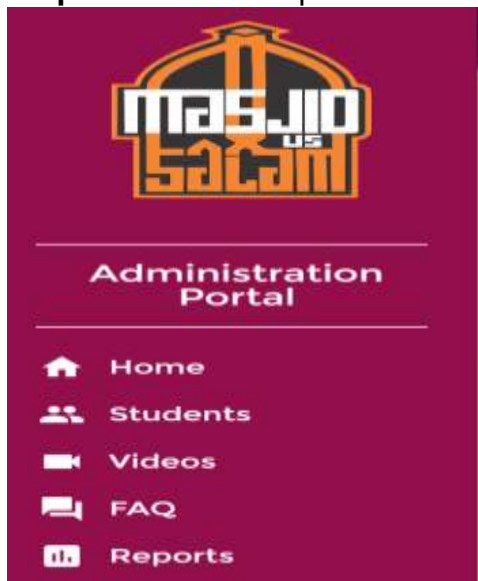 masjid
us
salam
Administration
Portal
Home
Students
Videos
FAQ
Reports